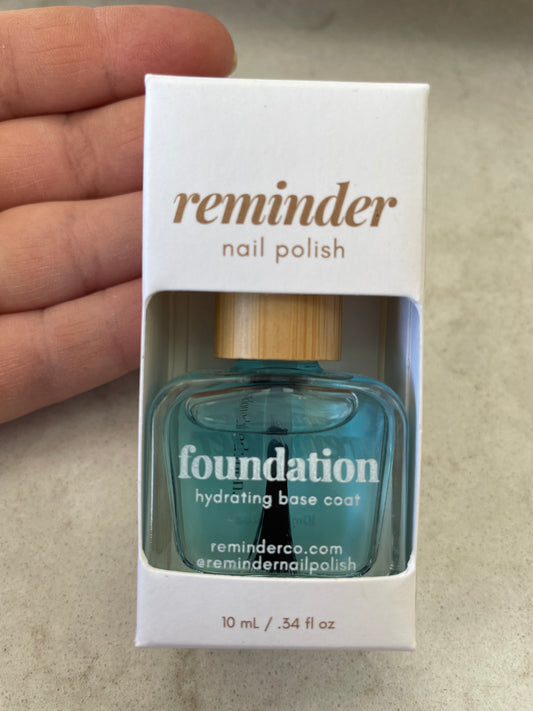 reminder
nail polish
foundation
hydrating base coat
reminderco.com
@remindernailpolish
10 mL / .34 fl oz